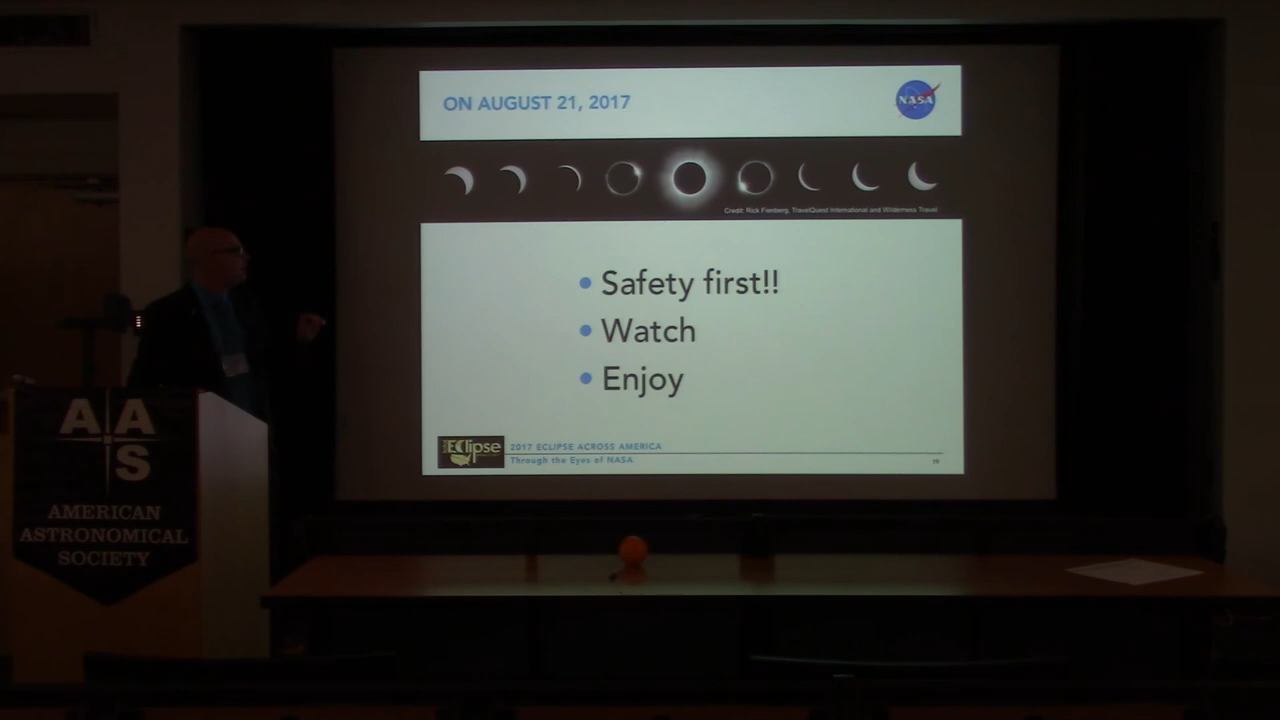 ON AUGUST 21, 2017
NASA
Credit: Rick Fienberg, TravelQuest International and Wilderness Travel
• Safety first!!
• Watch
• Enjoy
EClipse
2017 ECLIPSE ACROSS AMERICA
Through the Eyes of NASA
AAS
AMERICAN
ASTRONOMICAL
SOCIETY